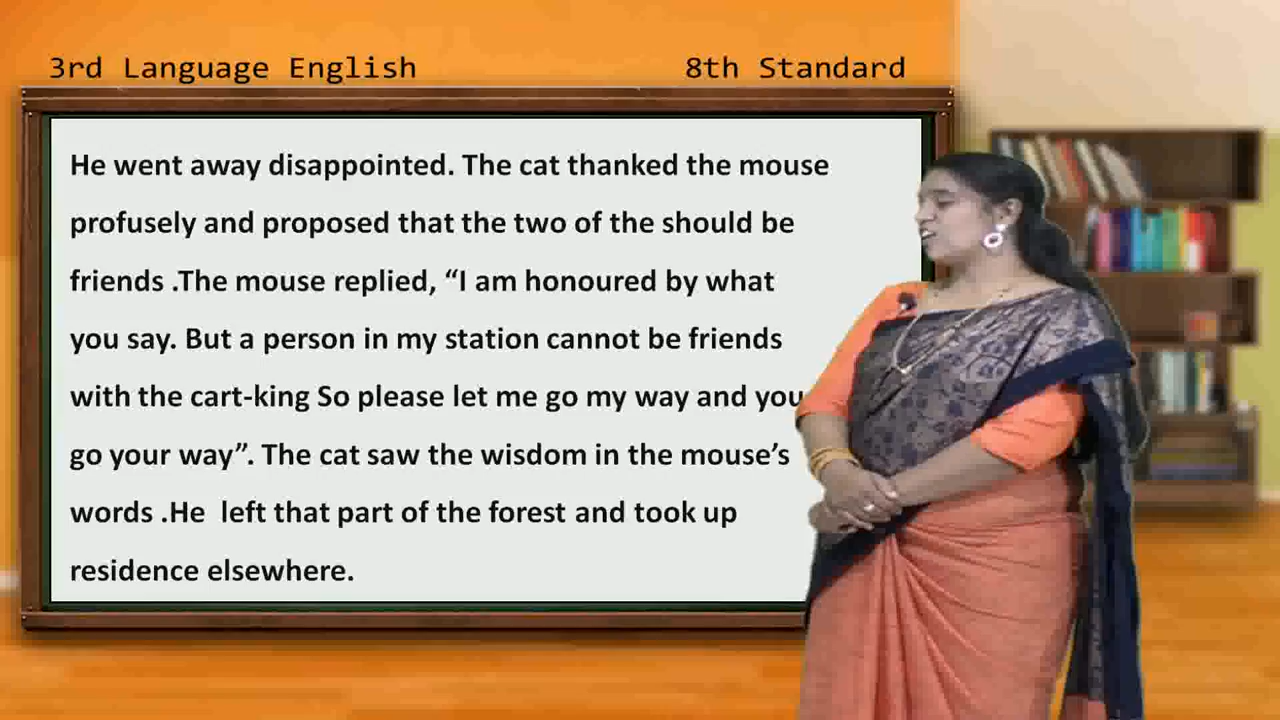 3rd Language English 8th Standard
He went away disappointed. The cat thanked the mouse
profusely and proposed that the two of the should be
friends .The mouse replied, “I am honoured by what
you say. But a person in my station cannot be friends
with the cart-king So please let me go my way and you
go your way”. The cat saw the wisdom in the mouse’s
words .He left that part of the forest and took up
residence elsewhere.